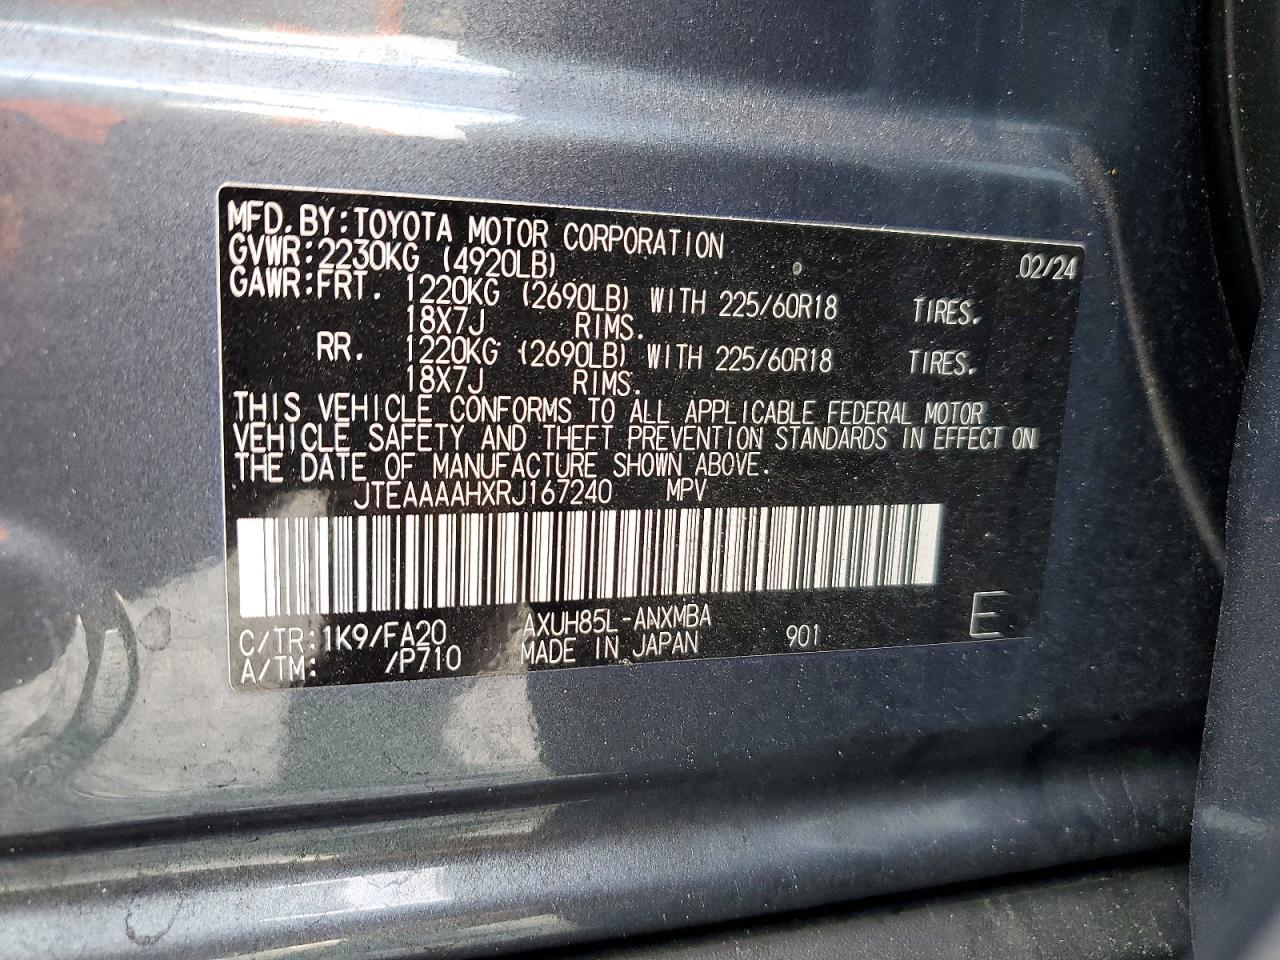 MFD.BY:TOYOTA MOTOR CORPORATION
GVWR:2230KG (4920LB) 02/24
GAWR:FRT. 1220KG (2690LB) WITH 225/60R18 TIRES.
18X7J RIMS.
RR. 1220KG (2690LB) WITH 225/60R18 TIRES.
18X7J RIMS.
THIS VEHICLE CONFORMS TO ALL APPLICABLE FEDERAL MOTOR
VEHICLE SAFETY AND THEFT PREVENTION STANDARDS IN EFFECT ON
THE DATE OF MANUFACTURE SHOWN ABOVE.
JTEAAAAHXRJ167240 MPV
C/TR:1K9/FA20 AXUH85L-ANXMBA
A/TM: /P710 MADE IN JAPAN 901 E